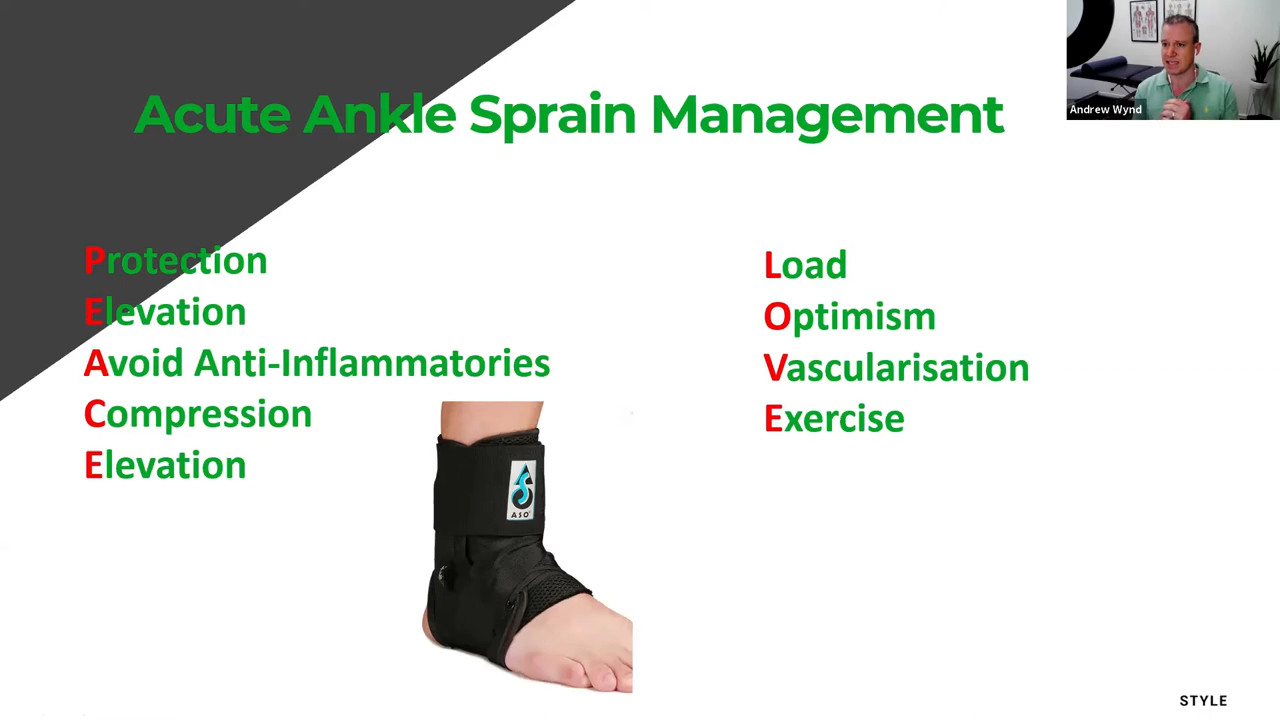 Acute Ankle Sprain Management
Andrew Wynd
Protection
Elevation
Avoid Anti-Inflammatories
Compression
Elevation
Load
Optimism
Vascularisation
Exercise
ASO
STYLE